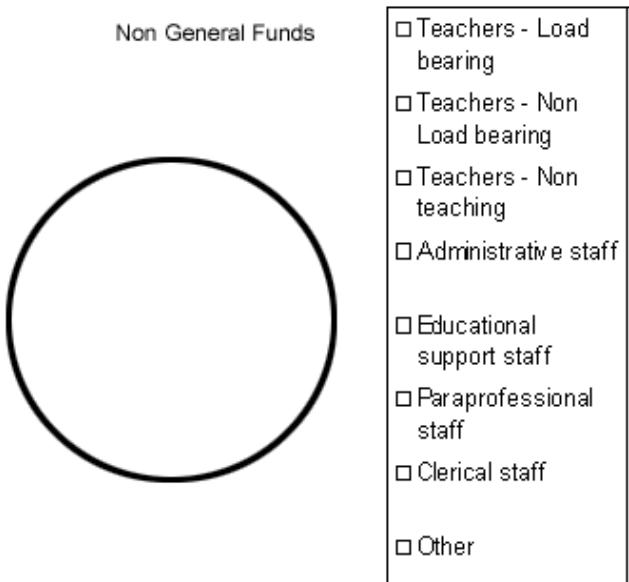 Non General Funds
Teachers - Load
bearing
Teachers - Non
Load bearing
Teachers - Non
teaching
Administrative staff
Educational
support staff
Paraprofessional
staff
Clerical staff
Other